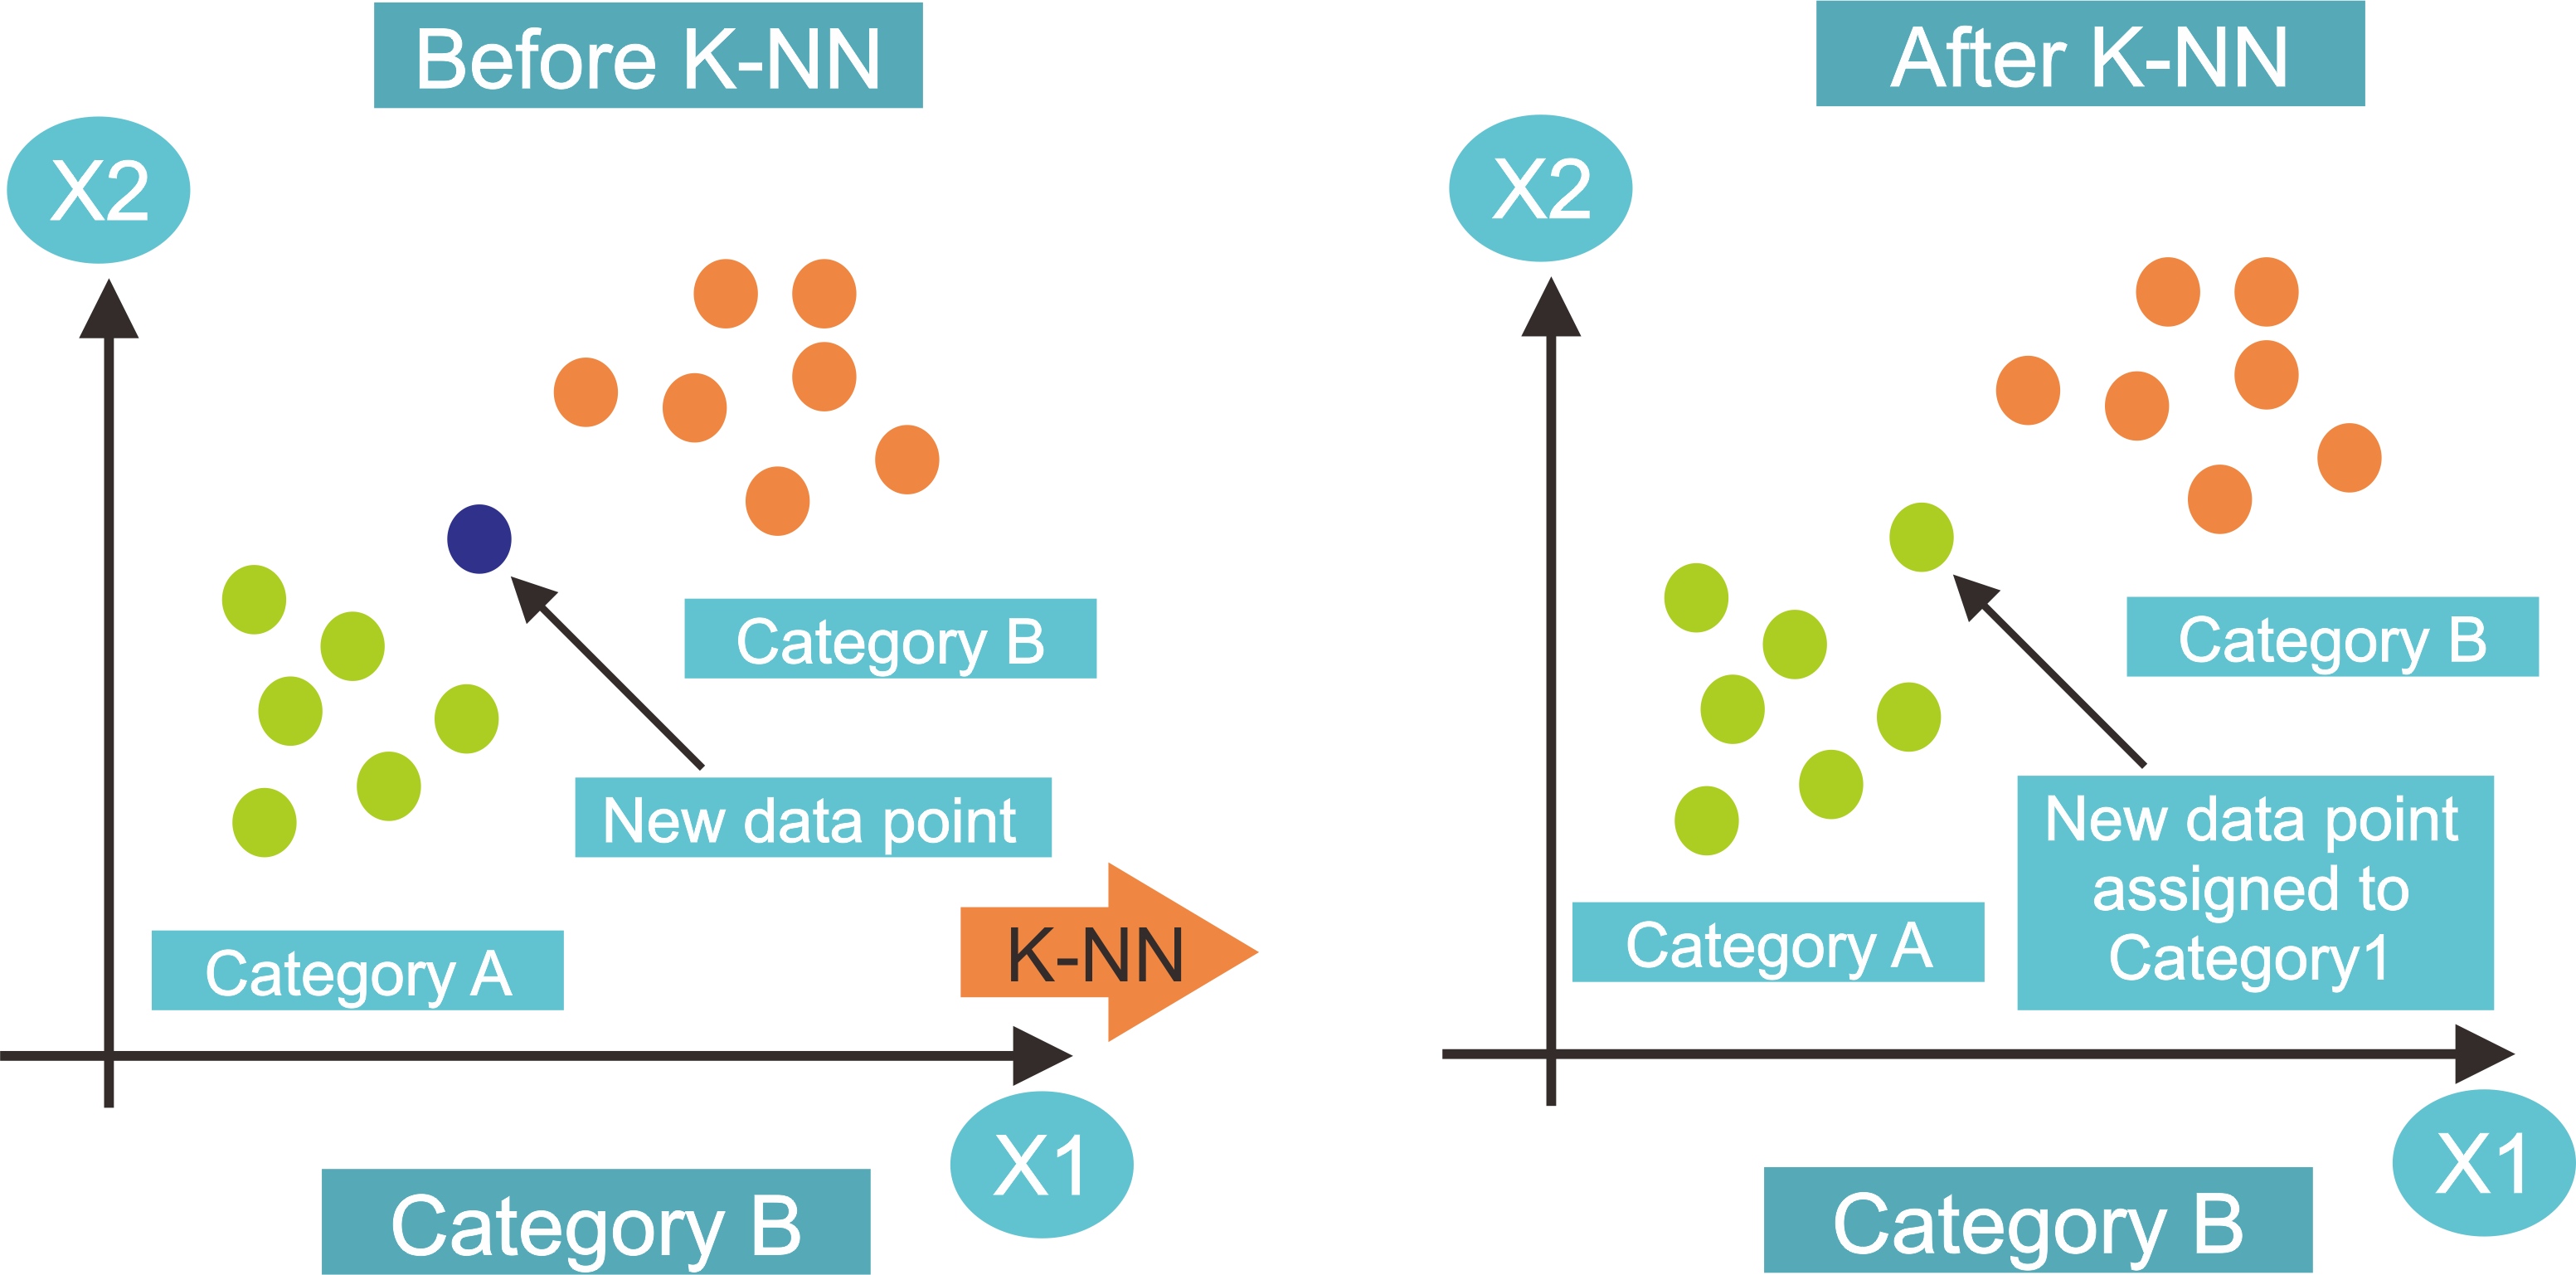 Before K-NN
X2
Category B
New data point
Category A
K-NN
X1
Category B
After K-NN
X2
Category B
New data point
assigned to
Category1
Category A
X1
Category B